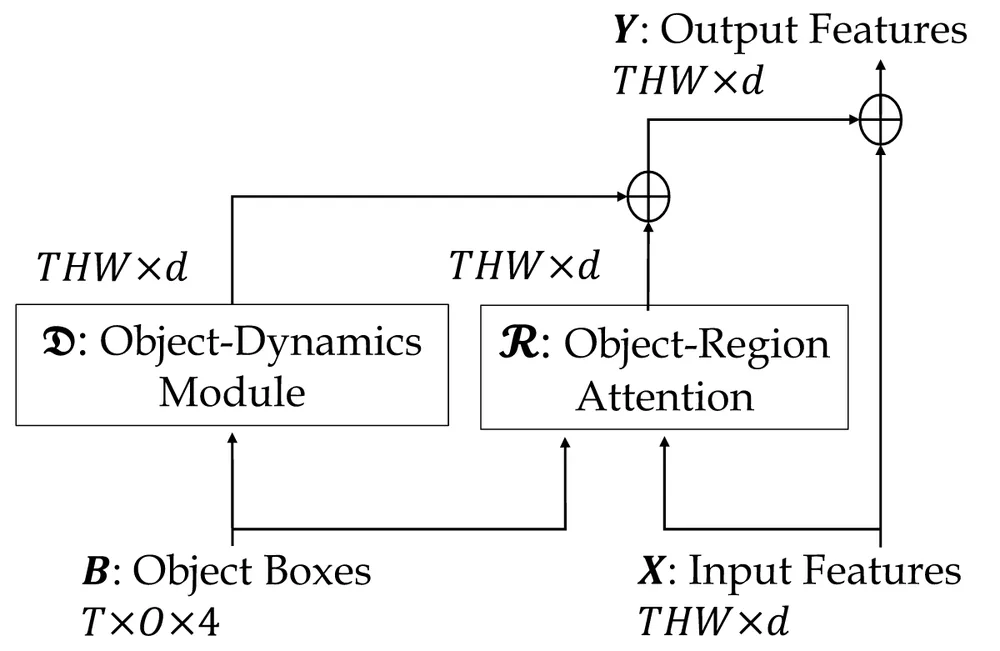 Y: Output Features
THW×d
THW×d
THW×d
𝕯: Object-Dynamics
Module
𝓡: Object-Region
Attention
B: Object Boxes
T×O×4
X: Input Features
THW×d